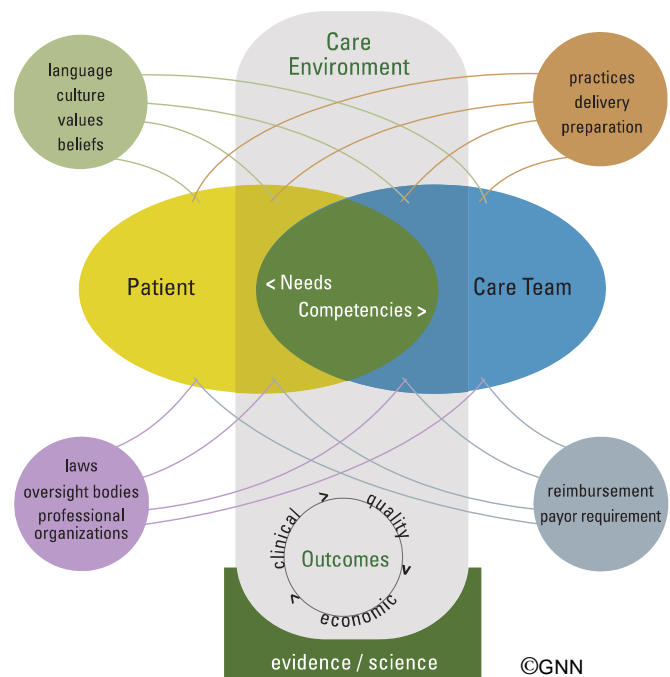 Care
Environment
language
culture
values
beliefs
practices
delivery
preparation
Patient
< Needs
Competencies >
Care Team
laws
oversight bodies
professional
organizations
reimbursement
payor requirement
clinical
quality
Outcomes
economic
evidence / science
©GNN